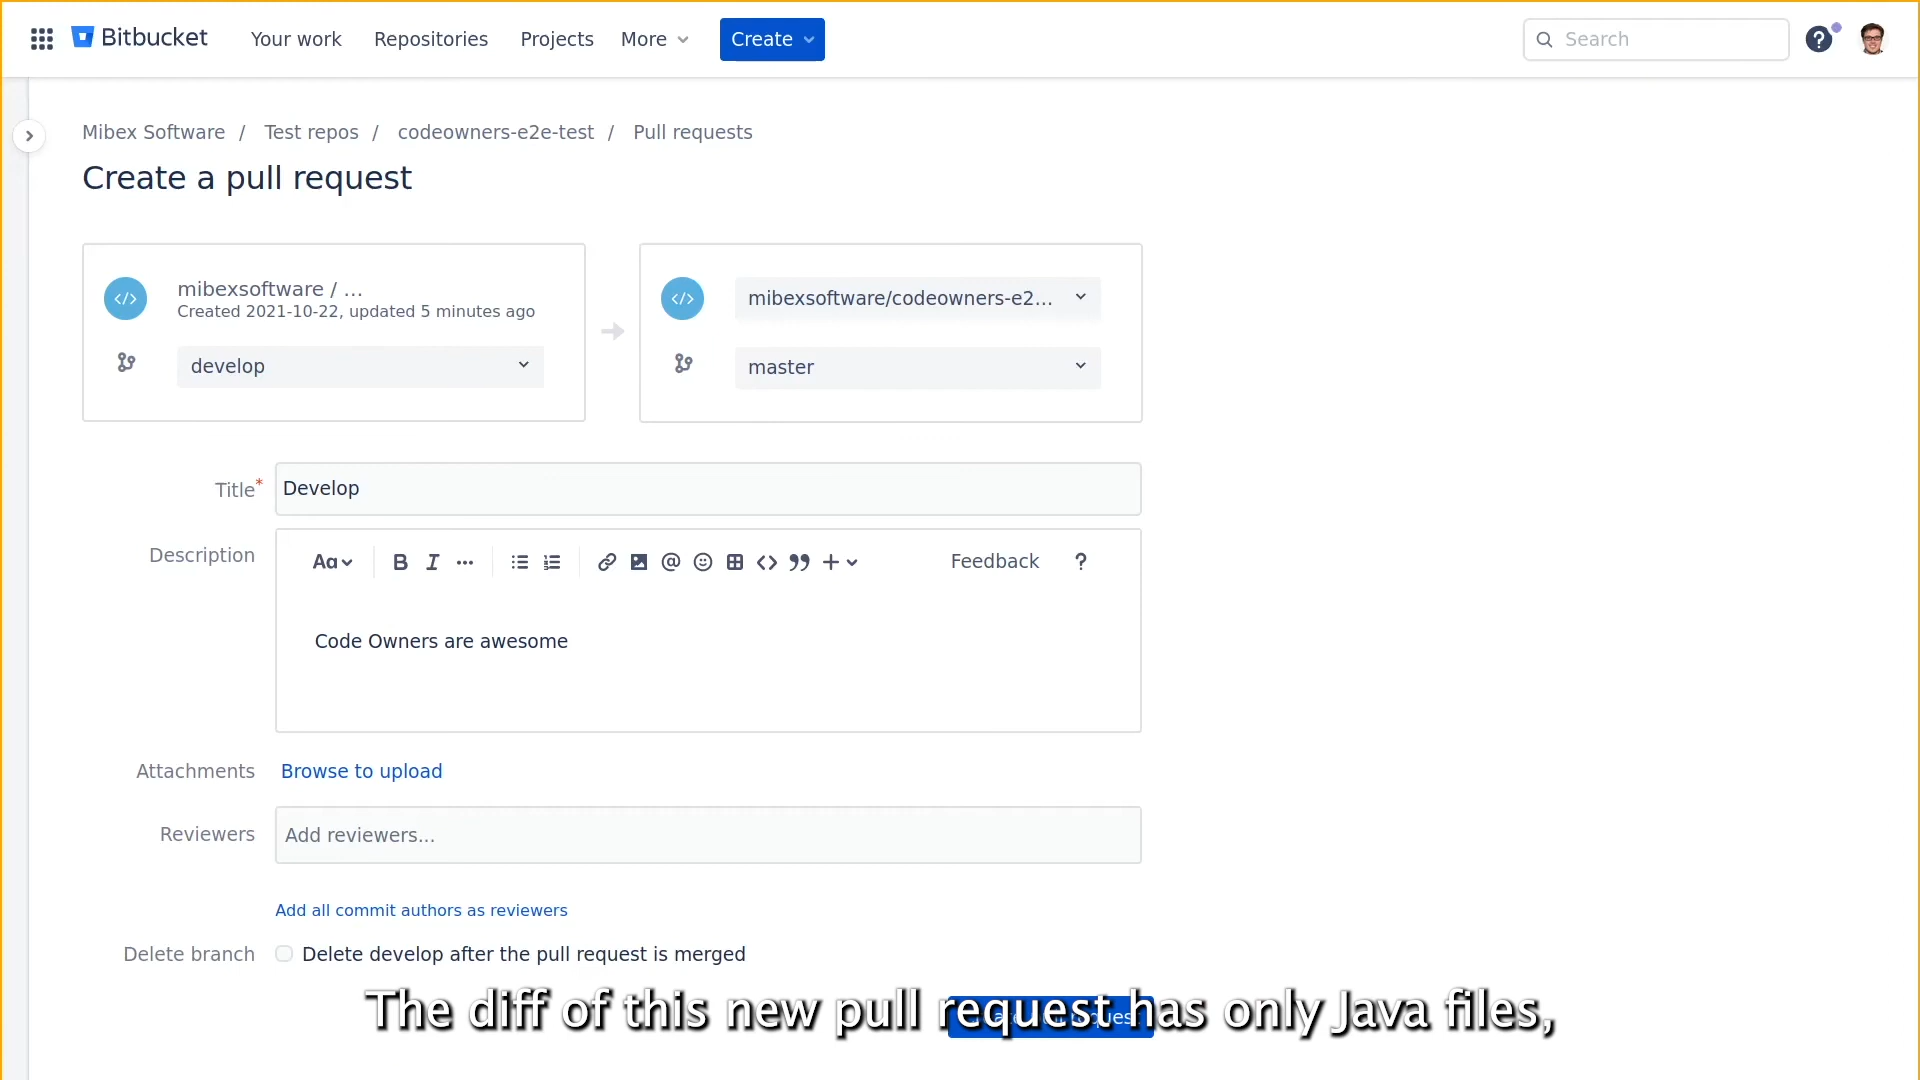 Bitbucket Your work Repositories Projects More Create Search
Mibex Software / Test repos / codeowners-e2e-test / Pull requests
Create a pull request
mibexsoftware / ...
Created 2021-10-22, updated 5 minutes ago
develop
mibexsoftware/codeowners-e2...
master
Title*
Develop
Description
Aa B I ... Feedback ?
Code Owners are awesome
Attachments Browse to upload
Reviewers Add reviewers...
Add all commit authors as reviewers
Delete branch Delete develop after the pull request is merged
The diff of this new pull request has only Java files,